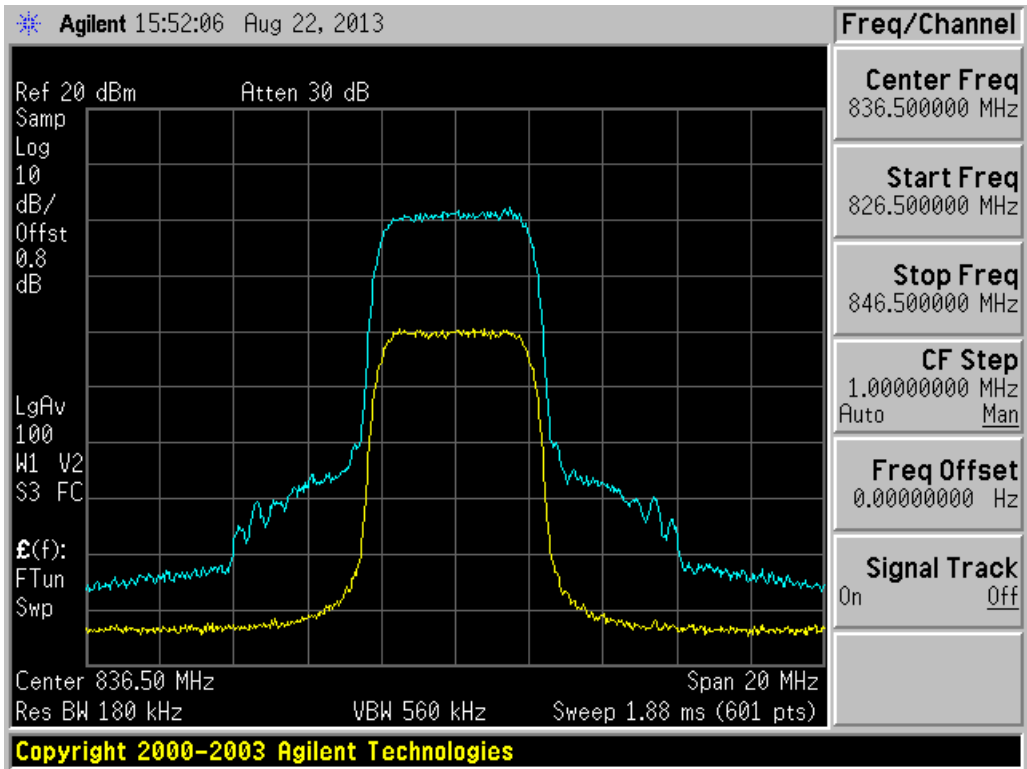 Agilent 15:52:06 Aug 22, 2013
Ref 20 dBm Atten 30 dB
Samp
Log
10
dB/
Offst
0.8
dB
LgAv
100
W1 V2
S3 FC
£(f):
FTun
Swp
Center 836.50 MHz Span 20 MHz
Res BW 180 kHz VBW 560 kHz Sweep 1.88 ms (601 pts)
Copyright 2000-2003 Agilent Technologies
Freq/Channel
Center Freq
836.500000 MHz
Start Freq
826.500000 MHz
Stop Freq
846.500000 MHz
CF Step
1.00000000 MHz
Auto Man
Freq Offset
0.00000000 Hz
Signal Track
On Off